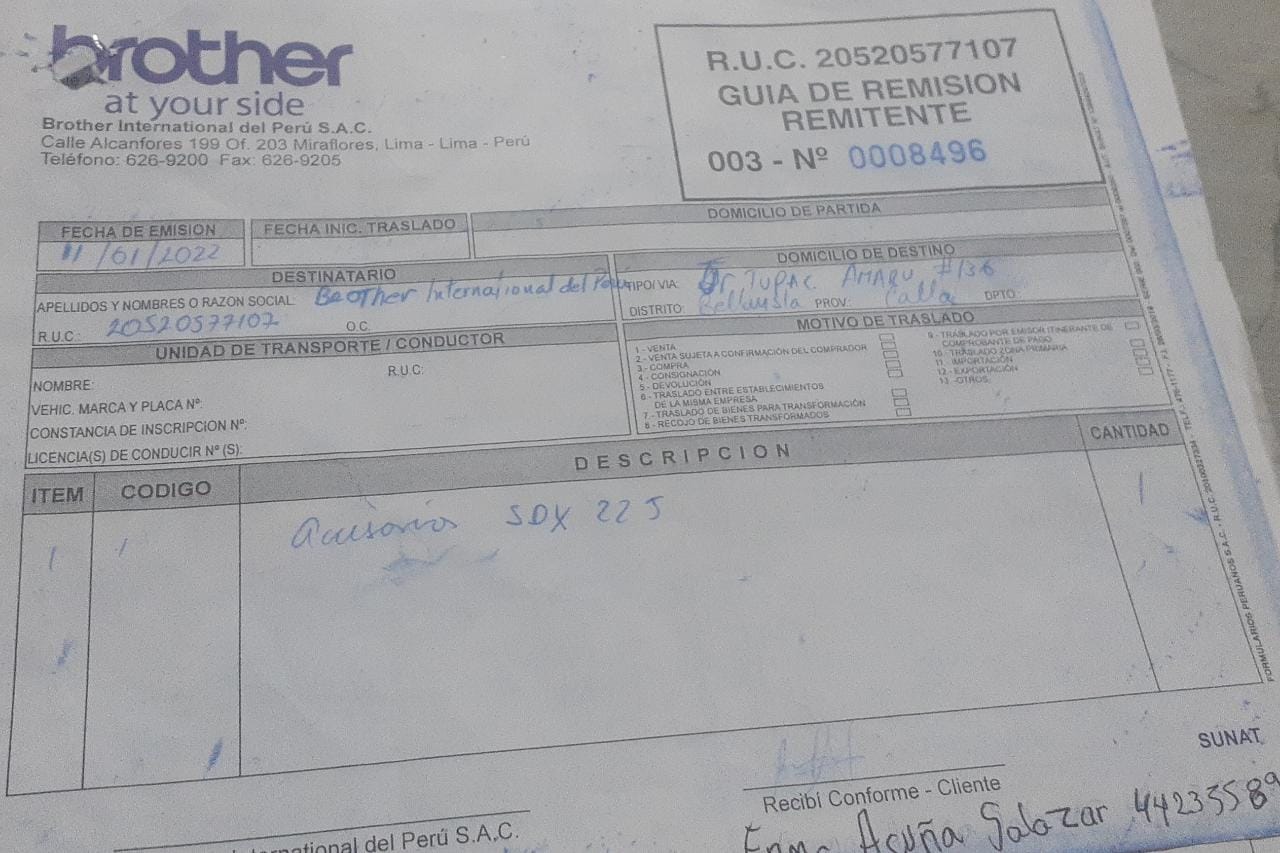 brother
at your side
Brother International del Perú S.A.C.
Calle Alcanfores 199 Of. 203 Miraflores, Lima - Lima - Perú
Teléfono: 626-9200 Fax: 626-9205
R.U.C. 20520577107
GUIA DE REMISION
REMITENTE
003 - Nº 0008496
FECHA DE EMISION
11/01/2022
FECHA INIC. TRASLADO
DOMICILIO DE PARTIDA
DESTINATARIO
APELLIDOS Y NOMBRES O RAZON SOCIAL: Brother International del Perú
R.U.C.: 20520577107 O.C.
DOMICILIO DE DESTINO
TIPO/VIA: Jr. TUPAC AMARU #136
DISTRITO: Bellavista PROV.: Calla DPTO.:
UNIDAD DE TRANSPORTE / CONDUCTOR
NOMBRE: R.U.C:
VEHIC. MARCA Y PLACA Nº:
CONSTANCIA DE INSCRIPCION Nº:
LICENCIA(S) DE CONDUCIR Nº (S):
MOTIVO DE TRASLADO
1 - VENTA
2 - VENTA SUJETA A CONFIRMACIÓN DEL COMPRADOR
3 - COMPRA
4 - CONSIGNACIÓN
5 - DEVOLUCIÓN
6 - TRASLADO ENTRE ESTABLECIMIENTOS
DE LA MISMA EMPRESA
7 - TRASLADO DE BIENES PARA TRANSFORMACIÓN
8 - RECOJO DE BIENES TRANSFORMADOS
9 - TRASLADO POR EMISOR ITINERANTE DE
COMPROBANTE DE PAGO
10 - TRASLADO ZONA PRIMARIA
11 - IMPORTACIÓN
12 - EXPORTACIÓN
13 - OTROS
ITEM CODIGO DESCRIPCION CANTIDAD
1 1 Accesorios SDX 225 1
SUNAT
Recibí Conforme - Cliente
Acuña Salazar 44235589
del Perú S.A.C.
FORMULARIOS PERUANOS S.A.C. - R.U.C.